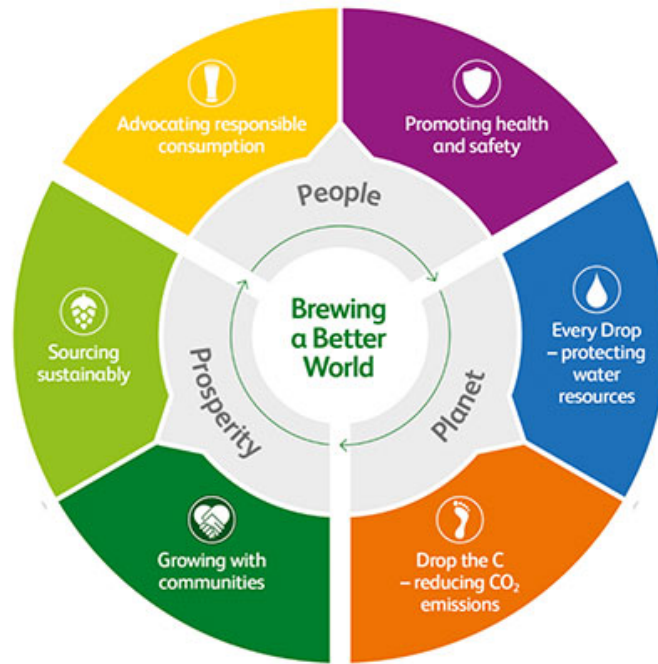 Advocating responsible
consumption
Promoting health
and safety
People
Sourcing
sustainably
Brewing
a Better
World
Every Drop
– protecting
water
resources
Prosperity
Planet
Growing with
communities
Drop the C
– reducing CO₂
emissions